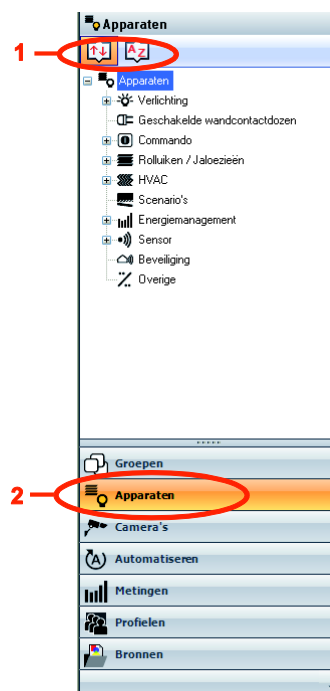 Apparaten
1
AZ
Apparaten
Verlichting
Geschakelde wandcontactdozen
Commando
Rolluiken / Jaloezieën
HVAC
Scenario's
Energiemanagement
Sensor
Beveiliging
Overige
Groepen
2
Apparaten
Camera's
Automatiseren
Metingen
Profielen
Bronnen